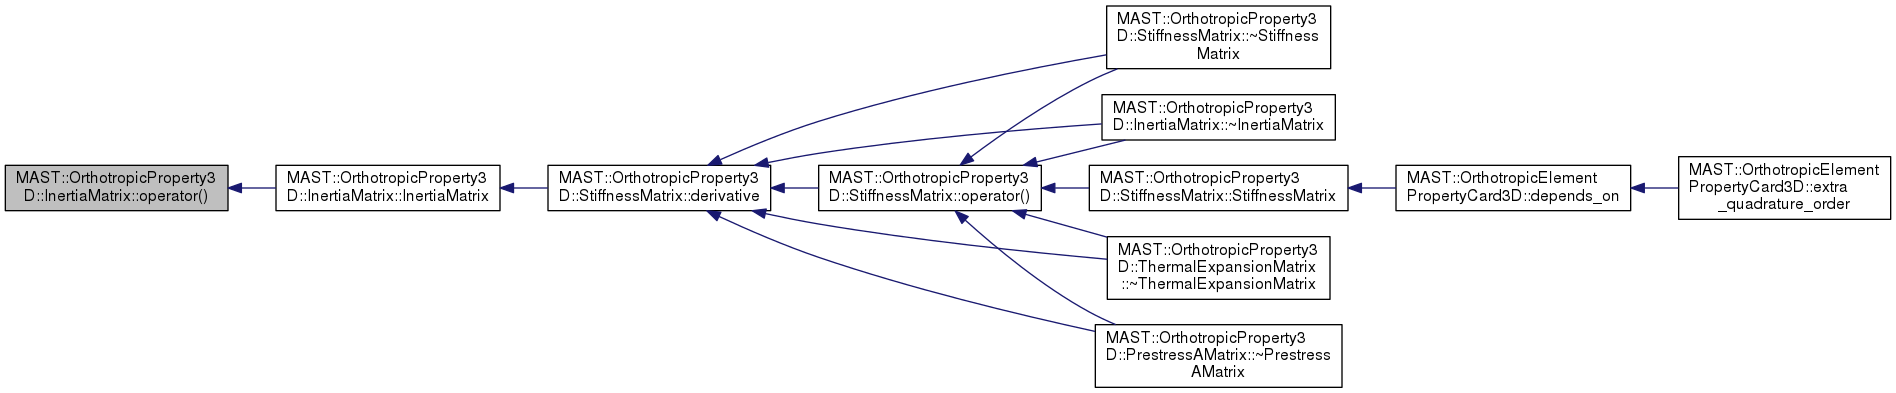 MAST::OrthotropicProperty3
D::InertiaMatrix::operator()
MAST::OrthotropicProperty3
D::InertiaMatrix::InertiaMatrix
MAST::OrthotropicProperty3
D::StiffnessMatrix::derivative
MAST::OrthotropicProperty3
D::StiffnessMatrix::~Stiffness
Matrix
MAST::OrthotropicProperty3
D::InertiaMatrix::~InertiaMatrix
MAST::OrthotropicProperty3
D::StiffnessMatrix::operator()
MAST::OrthotropicProperty3
D::StiffnessMatrix::StiffnessMatrix
MAST::OrthotropicElement
PropertyCard3D::depends_on
MAST::OrthotropicElement
PropertyCard3D::extra
_quadrature_order
MAST::OrthotropicProperty3
D::ThermalExpansionMatrix
::~ThermalExpansionMatrix
MAST::OrthotropicProperty3
D::PrestressAMatrix::~Prestress
AMatrix